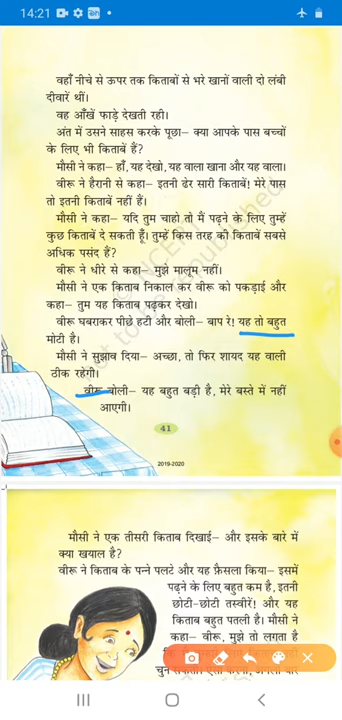 14:21
वहाँ नीचे से ऊपर तक किताबों से भरे खानों वाली दो लंबी
दीवारें थीं।
वह आँखें फाड़े देखती रही।
अंत में उसने साहस करके पूछा— क्या आपके पास बच्चों
के लिए भी किताबें हैं?
मौसी ने कहा— हाँ, यह देखो, यह वाला खाना और यह वाला।
वीरू ने हैरानी से कहा— इतनी ढेर सारी किताबें! मेरे पास
तो इतनी किताबें नहीं हैं।
मौसी ने कहा— यदि तुम चाहो तो मैं पढ़ने के लिए तुम्हें
कुछ किताबें दे सकती हूँ। तुम्हें किस तरह की किताबें सबसे
अधिक पसंद हैं?
वीरू ने धीरे से कहा— मुझे मालूम नहीं।
मौसी ने एक किताब निकाल कर वीरू को पकड़ाई और
कहा— तुम यह किताब पढ़कर देखो।
वीरू घबराकर पीछे हटी और बोली— बाप रे! यह तो बहुत
मोटी है।
मौसी ने सुझाव दिया— अच्छा, तो फिर शायद यह वाली
ठीक रहेगी।
वीरू बोली— यह बहुत बड़ी है, मेरे बस्ते में नहीं
आएगी।
41
2019-2020
मौसी ने एक तीसरी किताब दिखाई— और इसके बारे में
क्या खयाल है?
वीरू ने किताब के पन्ने पलटे और यह फ़ैसला किया— इसमें
पढ़ने के लिए बहुत कम है, इतनी
छोटी-छोटी तस्वीरें! और यह
किताब बहुत पतली है। मौसी ने
कहा— वीरू, मुझे तो लगता है